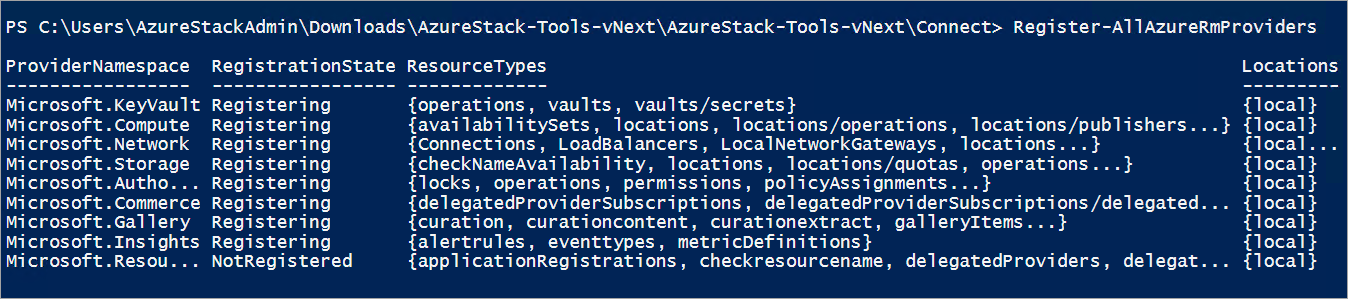 PS C:\Users\AzureStackAdmin\Downloads\AzureStack-Tools-vNext\AzureStack-Tools-vNext\Connect> Register-AllAzureRmProviders
ProviderNamespace RegistrationState ResourceTypes Locations
----------------- ----------------- ------------- ---------
Microsoft.KeyVault Registering {operations, vaults, vaults/secrets} {local}
Microsoft.Compute Registering {availabilitySets, locations, locations/operations, locations/publishers...} {local}
Microsoft.Network Registering {Connections, LoadBalancers, LocalNetworkGateways, locations...} {local...
Microsoft.Storage Registering {checkNameAvailability, locations, locations/quotas, operations...} {local}
Microsoft.Autho... Registering {locks, operations, permissions, policyAssignments...} {local}
Microsoft.Commerce Registering {delegatedProviderSubscriptions, delegatedProviderSubscriptions/delegated... {local}
Microsoft.Gallery Registering {curation, curationcontent, curationextract, galleryItems...} {local}
Microsoft.Insights Registering {alertrules, eventtypes, metricDefinitions} {local}
Microsoft.Resou... NotRegistered {applicationRegistrations, checkresourcename, delegatedProviders, delegat... {local}